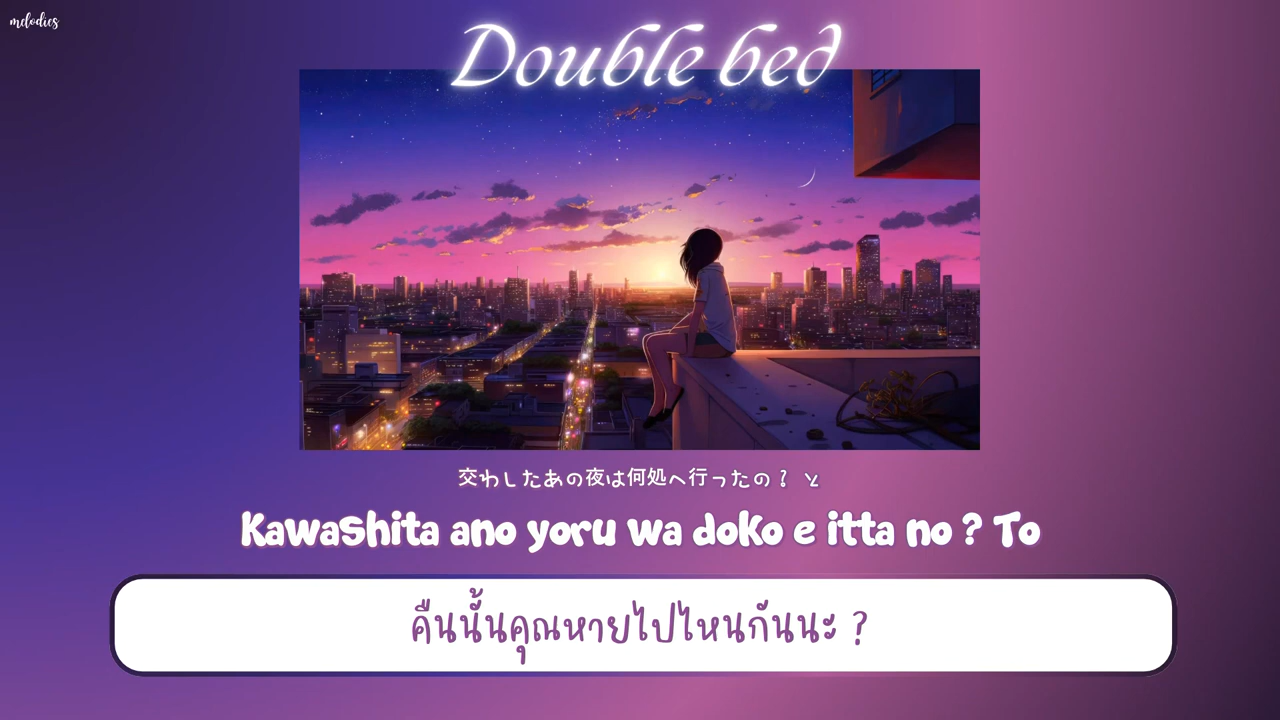 melodies
Double bed
交わしたあの夜は何処へ行ったの？ と
Kawashita ano yoru wa doko e itta no ? To
คืนนั้นคุณหายไปไหนกันนะ ?